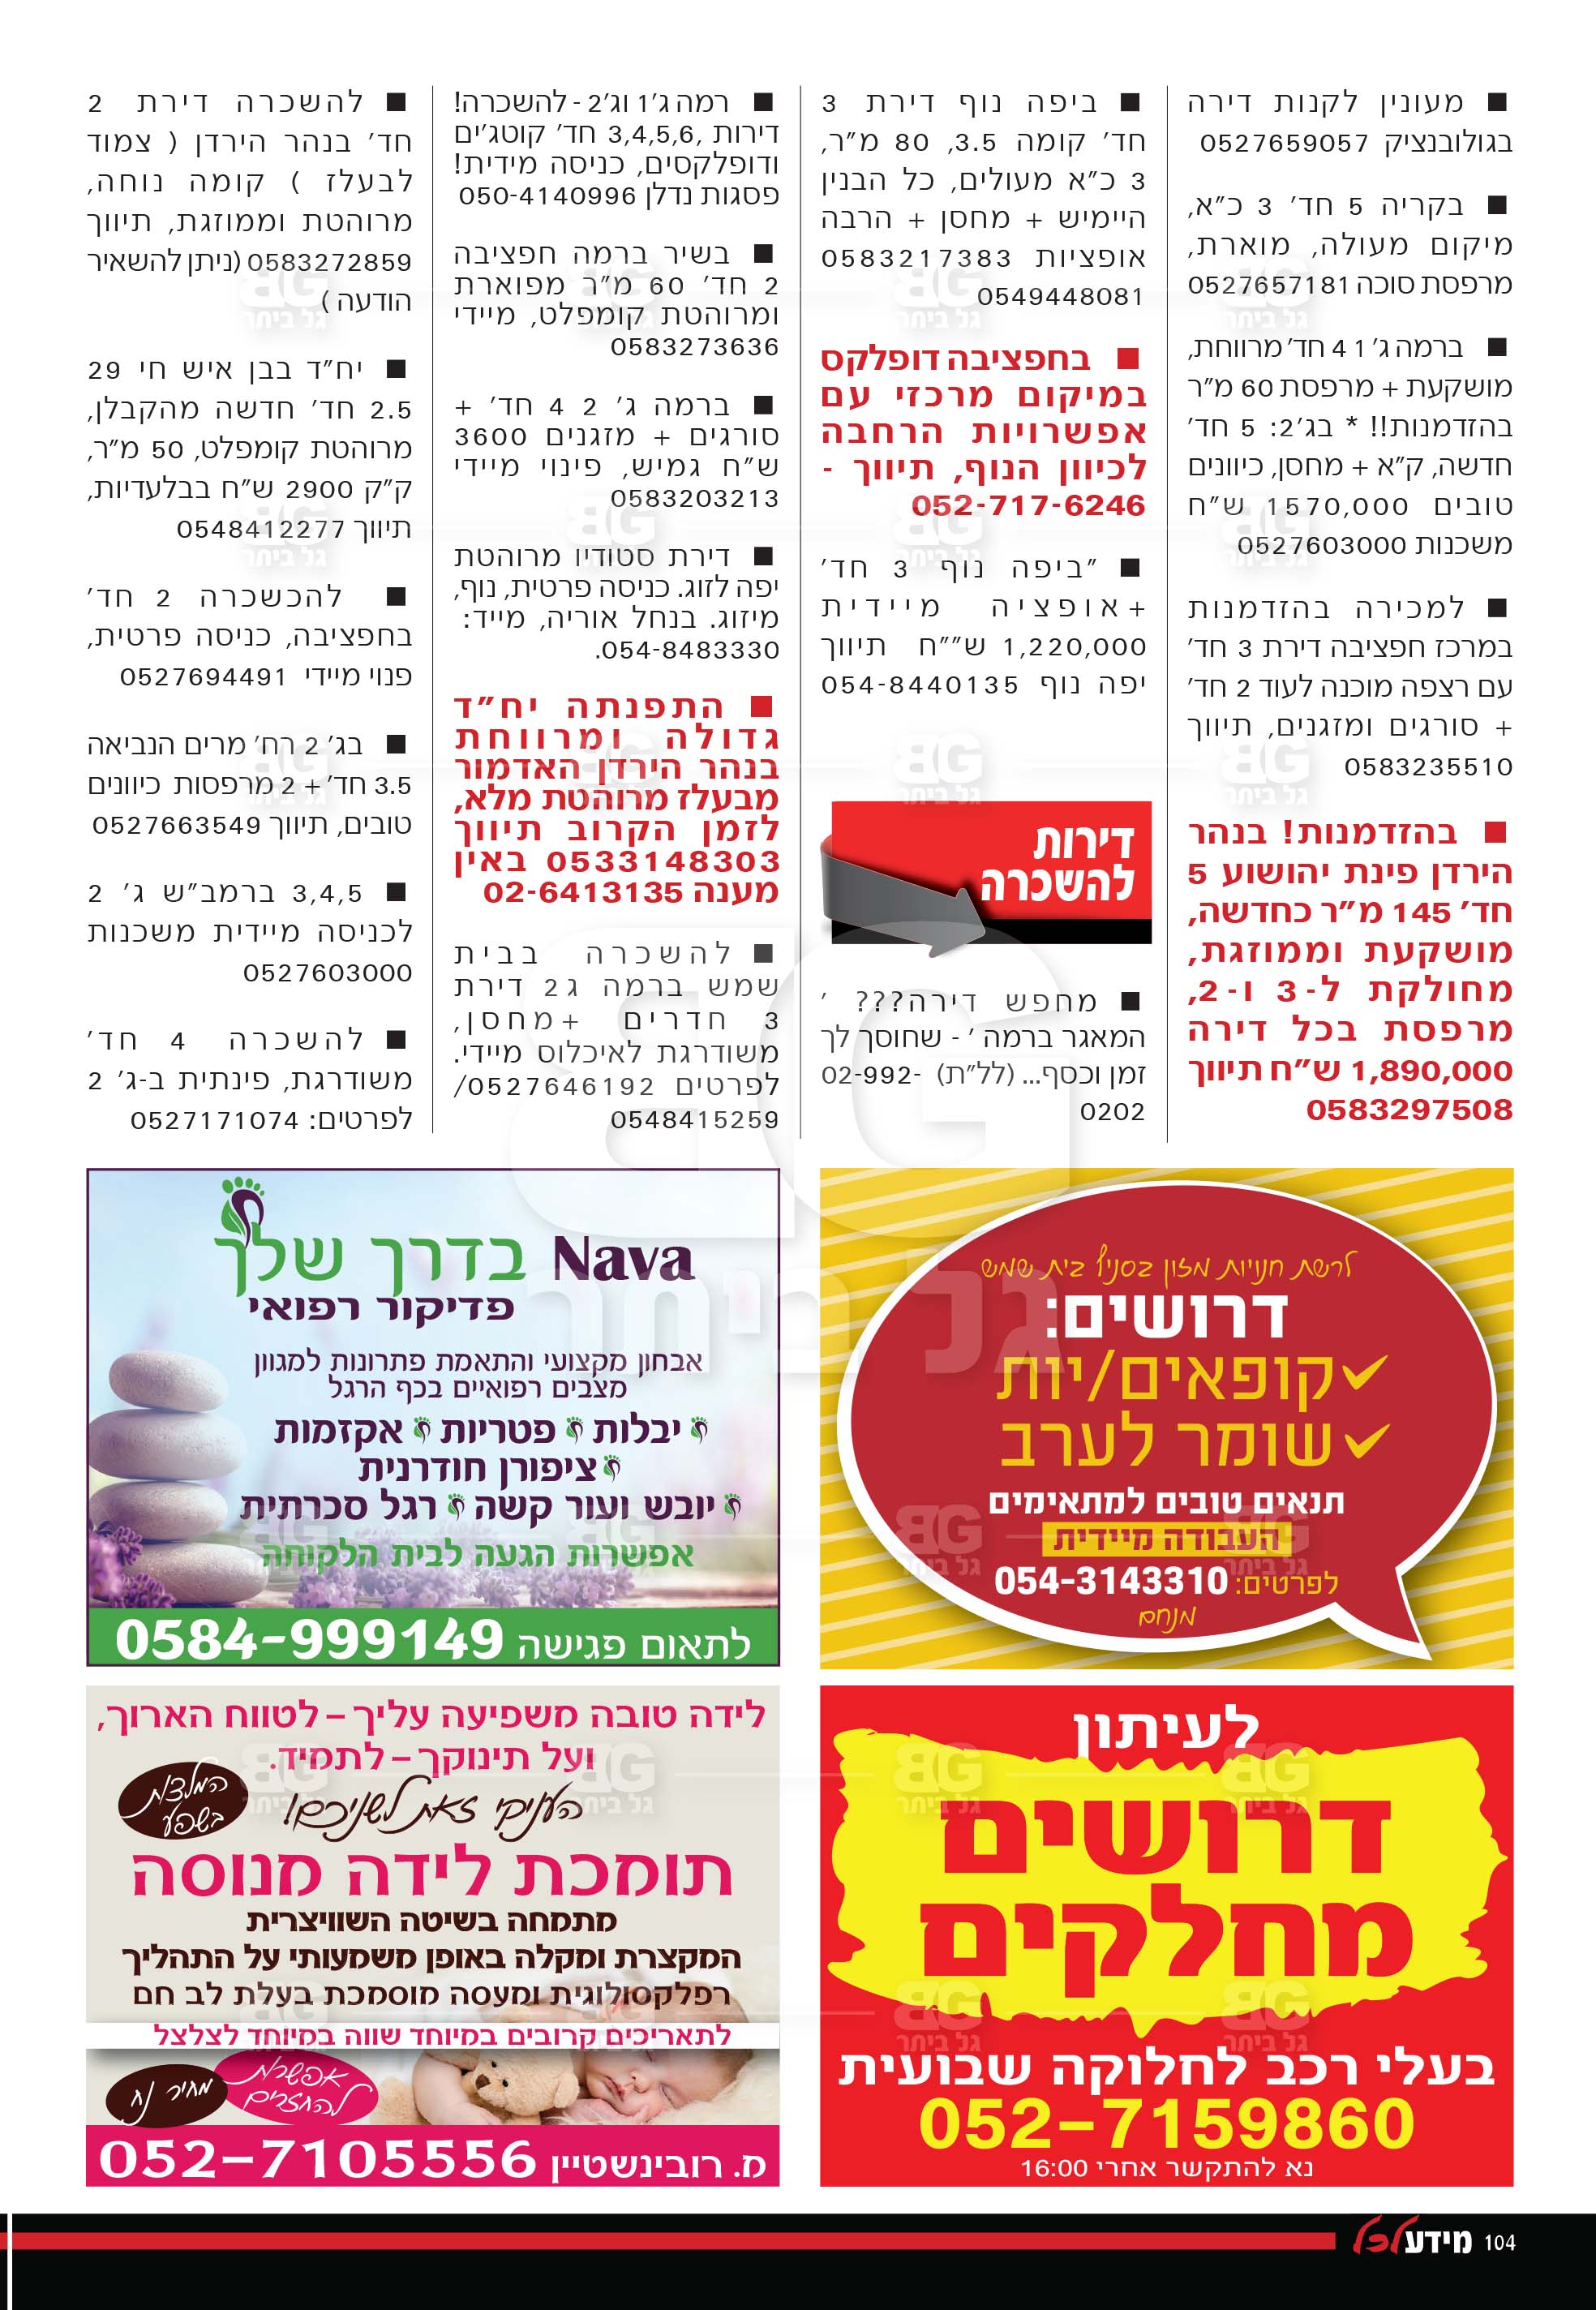 ■ מעונין לקנות דירה
בגולובנציק 0527659057
■ בקריה 5 חד' 3 כ"א,
מיקום מעולה, מוארת,
מרפסת סוכה 0527657181
■ ברמה ג' 1 4 חד' מרווחת,
מושקעת + מרפסת 60 מ"ר
בהזדמנות!! * בג'2: 5 חד'
חדשה, ק"א + מחסן, כיוונים
טובים 1570,000 ש"ח
משכנות 0527603000
■ למכירה בהזדמנות
במרכז חפציבה דירת 3 חד'
עם רצפה מוכנה לעוד 2 חד'
+ סורגים ומזגנים, תיווך
0583235510
■ בהזדמנות! בנהר
הירדן פינת יהושוע 5
חד' 145 מ"ר כחדשה,
מושקעת וממוזגת,
מחולקת ל-3 ו-2,
מרפסת בכל דירה
1,890,000 ש"ח תיווך
0583297508
■ ביפה נוף דירת 3
חד' קומה 3.5, 80 מ"ר,
3 כ"א מעולים, כל הבנין
היימיש + מחסן + הרבה
אופציות 0583217383
0549448081
■ בחפציבה דופלקס
במיקום מרכזי עם
אפשרויות הרחבה
לכיוון הנוף, תיווך -
052-717-6246
■ "ביפה נוף 3 חד'
+אופציה מיידית
1,220,000 ש""ח תיווך
יפה נוף 054-8440135
דירות
להשכרה
■ מחפש דירה??? '
המאגר ברמה ' - שחוסך לך
זמן וכסף... (לל"ת) 02-992-
0202
■ רמה ג'1 וג'2 - להשכרה!
דירות 3,4,5,6, חד' קוטג'ים
ודופלקסים, כניסה מידית!
פסגות נדלן 050-4140996
■ בשיר ברמה חפציבה
2 חד' 60 מ"ר מפוארת
ומרוהטת קומפלט, מיידי
0583273636
■ ברמה ג' 2 4 חד' +
סורגים + מזגנים 3600
ש"ח גמיש, פינוי מיידי
0583203213
■ דירת סטודיו מרוהטת
יפה לזוג. כניסה פרטית, נוף,
מיזוג. בנחל אוריה, מייד:
054-8483330.
■ התפנתה יח"ד
גדולה ומרווחת
בנהר הירדן האדמור
מבעלז מרוהטת מלא,
לזמן הקרוב תיווך
0533148303 באין
מענה 02-6413135
■ להשכרה בבית
שמש ברמה ג2 דירת
3 חדרים +מחסן,
משודרגת לאיכלוס מיידי.
לפרטים 0527646192/
0548415259
■ להשכרה דירת 2
חד' בנהר הירדן ( צמוד
לבעלז ) קומה נוחה,
מרוהטת וממוזגת, תיווך
0583272859 (ניתן להשאיר
הודעה )
■ יח"ד בבן איש חי 29
2.5 חד' חדשה מהקבלן,
מרוהטת קומפלט, 50 מ"ר,
ק"ק 2900 ש"ח בבלעדיות,
תיווך 0548412277
■ להכשכרה 2 חד'
בחפציבה, כניסה פרטית,
פנוי מיידי 0527694491
■ בג' 2 רח' מרים הנביאה
3.5 חד' + 2 מרפסות כיוונים
טובים, תיווך 0527663549
■ 3,4,5 ברמב"ש ג' 2
לכניסה מיידית משכנות
0527603000
■ להשכרה 4 חד'
משודרגת, פינתית ב-ג' 2
לפרטים: 0527171074
לרשת חנויות מזון בסניף בית שמש
דרושים:
קופאים/יות
שומר לערב
תנאים טובים למתאימים
העבודה מיידית
לפרטים: 054-3143310
מנחם
Nava בדרך שלך
פדיקור רפואי
אבחון מקצועי והתאמת פתרונות למגוון
מצבים רפואיים בכף הרגל
יבלות פטריות אקזמות
ציפורן חודרנית
יובש ועור קשה רגל סכרתית
אפשרות הגעה לבית הלקוחה
לתאום פגישה 0584-999149
לעיתון
דרושים
מחלקים
בעלי רכב לחלוקה שבועית
052-7159860
נא להתקשר אחרי 16:00
לידה טובה משפיעה עליך – לטווח הארוך,
ועל תינוקך – לתמיד.
העניקי זאת לשניכם!
המלצות
בשפע
תומכת לידה מנוסה
מתמחה בשיטה השוויצרית
המקצרת ומקלה באופן משמעותי על התהליך
רפלקסולוגית ומעסה מוסמכת בעלת לב חם
לתאריכים קרובים במיוחד שווה במיוחד לצלצל
אפשרות
להחזרים
מחיר נח
מ. רובינשטיין 052-7105556
BG
גל ביתר
104 מידע לכל